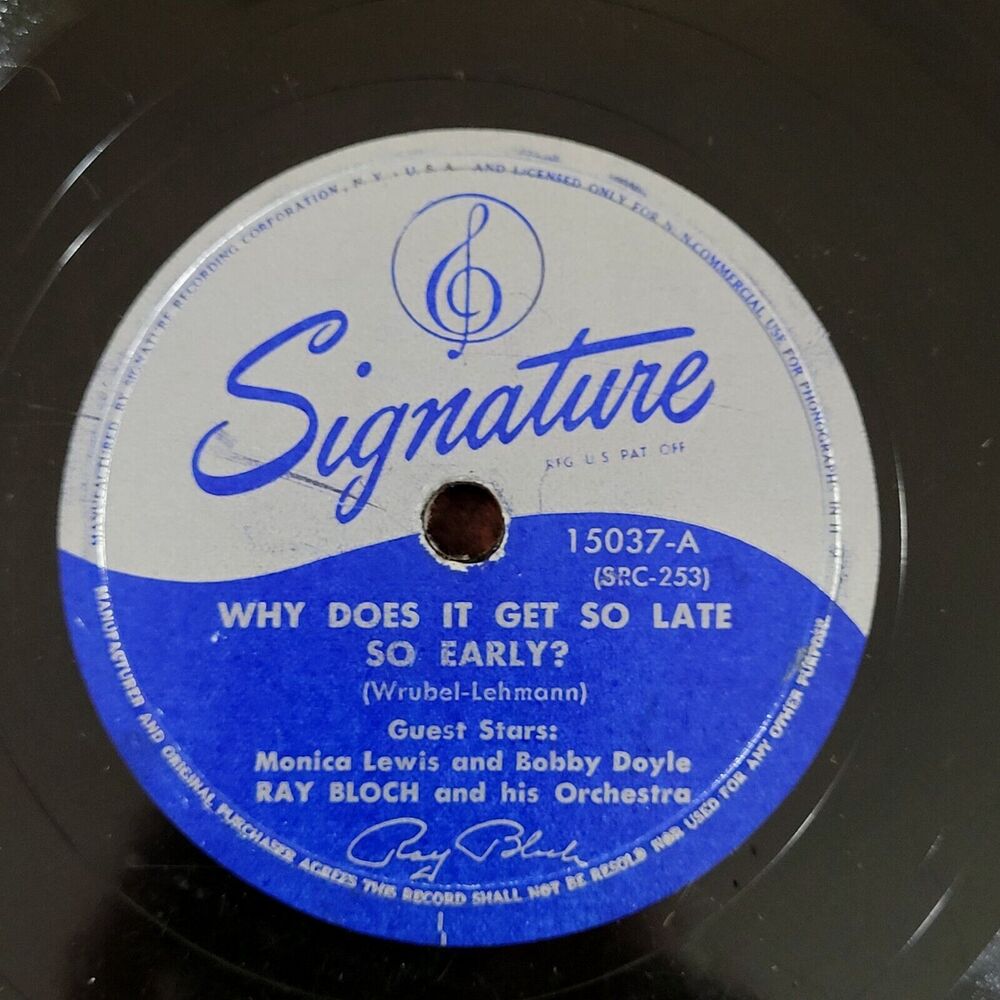 MANUFACTURED BY SIGNATURE RECORDING CORPORATION, N. Y. - U. S. A. AND LICENSED ONLY FOR NON-COMMERCIAL USE FOR PHONOGRAPH
Signature
REG U S PAT OFF
15037-A
(SRC-253)
WHY DOES IT GET SO LATE
SO EARLY?
(Wrubel-Lehmann)
Guest Stars:
Monica Lewis and Bobby Doyle
RAY BLOCH and his Orchestra
Ray Bloch
MANUFACTURER AND ORIGINAL PURCHASER AGREES THIS RECORD SHALL NOT BE RESOLD NOR USED FOR ANY OTHER PURPOSE